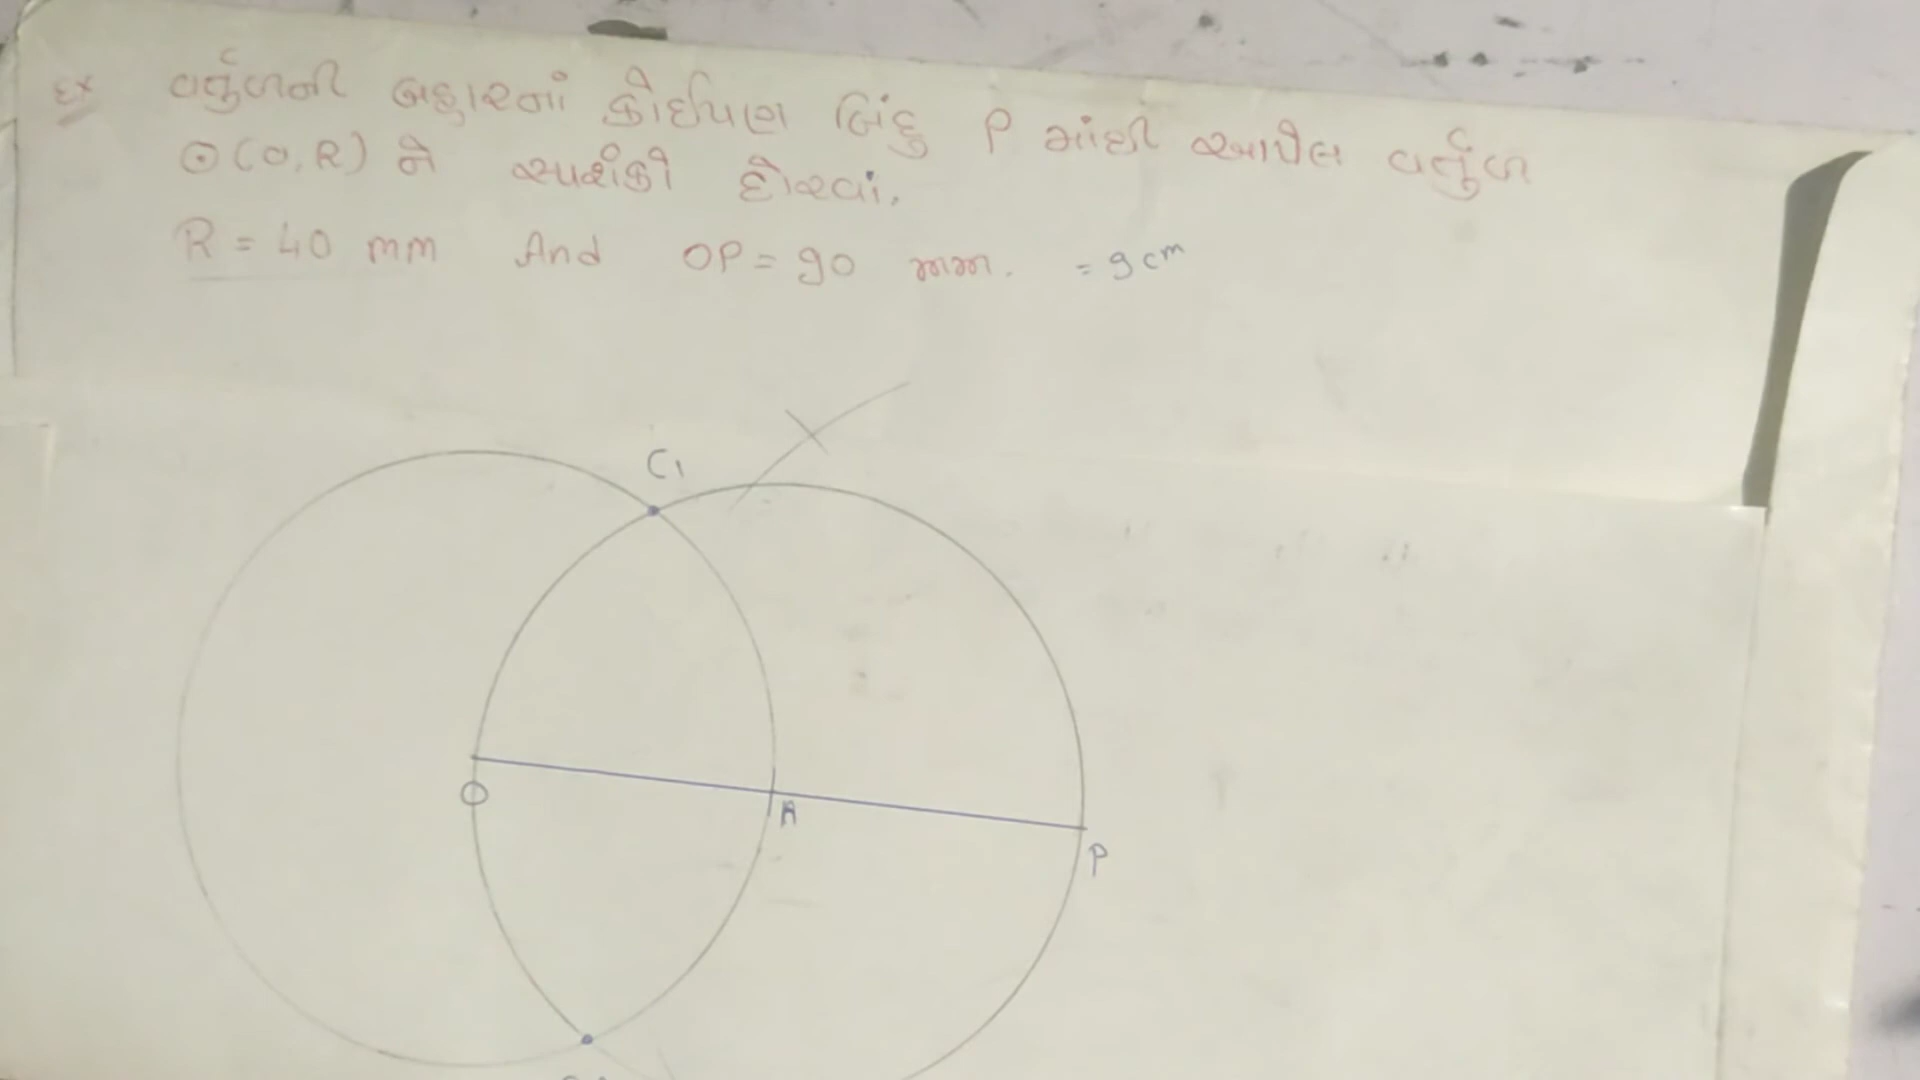 Ex વર્તુળની બહારનાં કોઈપણ બિંદુ P માંથી આપેલ વર્તુળ
⊙(O,R) ને સ્પર્શકો દોરવાં.
R = 40 mm And OP = 90 મમ. = 9 cm
C1
O
A
P